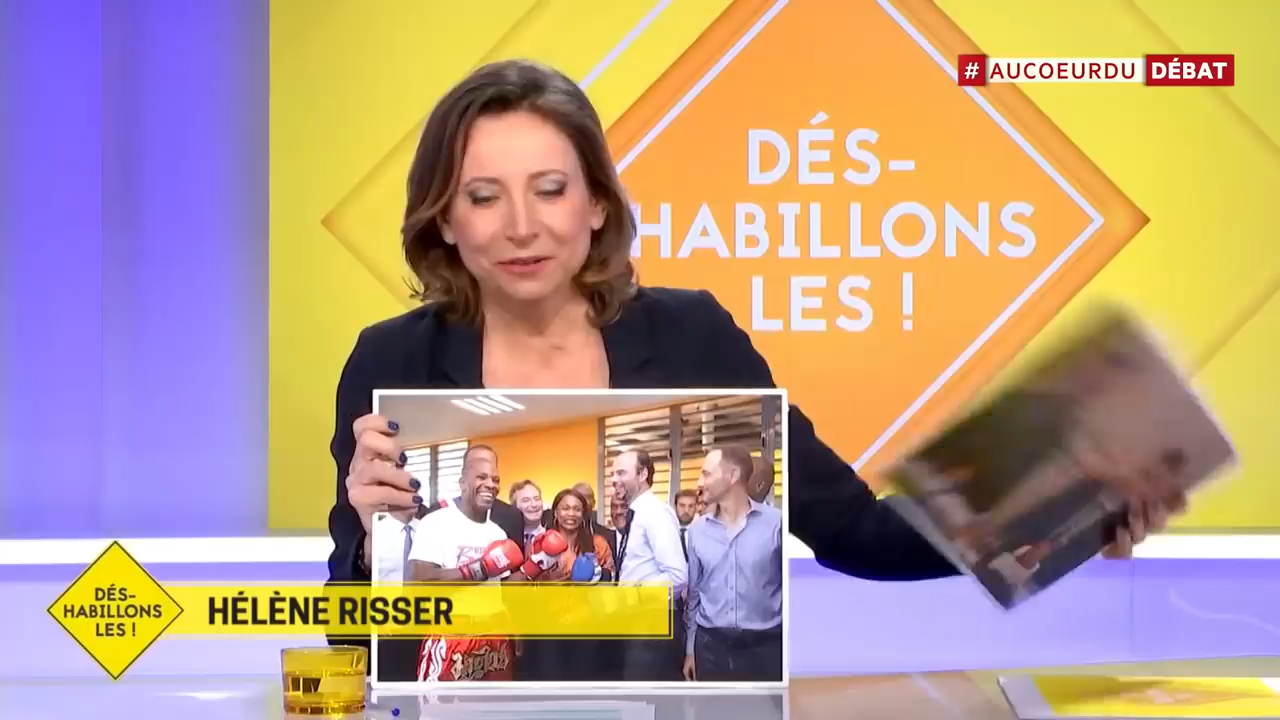 #AUCOEURDU DÉBAT
DÉS-
HABILLONS
LES !
DÉS-
HABILLONS
LES !
HÉLÈNE RISSER